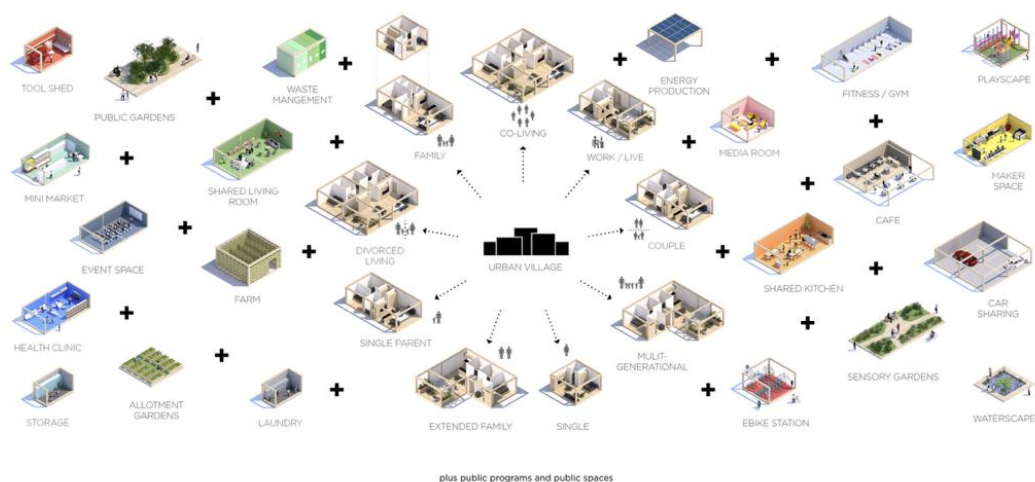 TOOL SHED
PUBLIC GARDENS
WASTE
MANGEMENT
FAMILY
CO-LIVING
WORK / LIVE
ENERGY
PRODUCTION
MEDIA ROOM
FITNESS / GYM
PLAYSCAPE
MINI MARKET
SHARED LIVING
ROOM
CAFE
MAKER
SPACE
EVENT SPACE
FARM
DIVORCED
LIVING
URBAN VILLAGE
COUPLE
SHARED KITCHEN
CAR
SHARING
HEALTH CLINIC
SINGLE PARENT
MULIT-
GENERATIONAL
SENSORY GARDENS
STORAGE
ALLOTMENT
GARDENS
LAUNDRY
EXTENDED FAMILY
SINGLE
EBIKE STATION
WATERSCAPE
plus public programs and public spaces